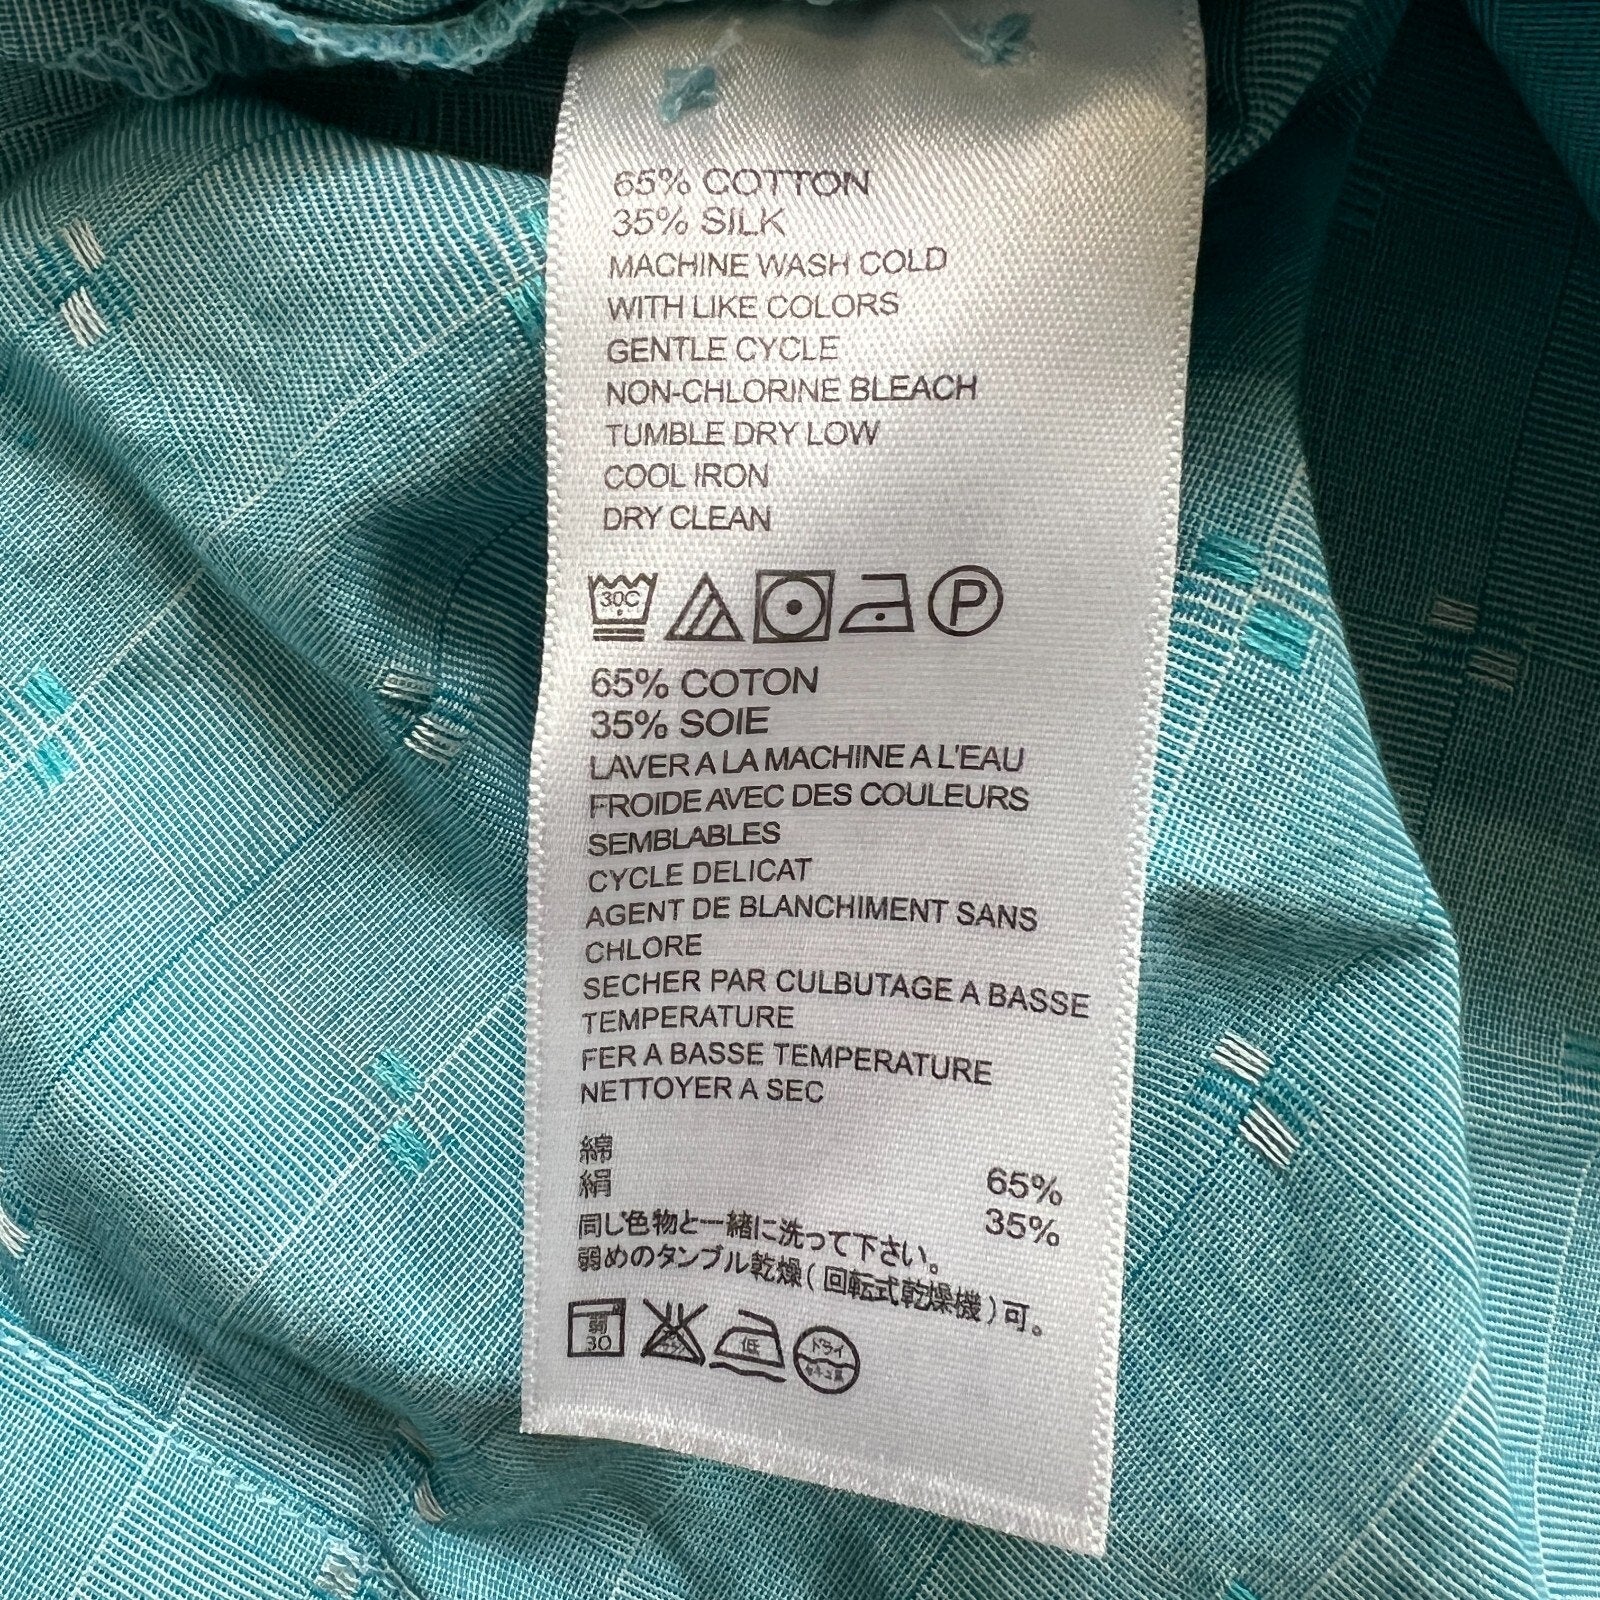 65% COTTON
35% SILK
MACHINE WASH COLD
WITH LIKE COLORS
GENTLE CYCLE
NON-CHLORINE BLEACH
TUMBLE DRY LOW
COOL IRON
DRY CLEAN
30C P
65% COTON
35% SOIE
LAVER A LA MACHINE A L'EAU
FROIDE AVEC DES COULEURS
SEMBLABLES
CYCLE DELICAT
AGENT DE BLANCHIMENT SANS
CHLORE
SECHER PAR CULBUTAGE A BASSE
TEMPERATURE
FER A BASSE TEMPERATURE
NETTOYER A SEC
綿 65%
絹 35%
同じ色物と一緒に洗って下さい。
弱めのタンブル乾燥(回転式乾燥機)可。
弱 30 低 ドライ